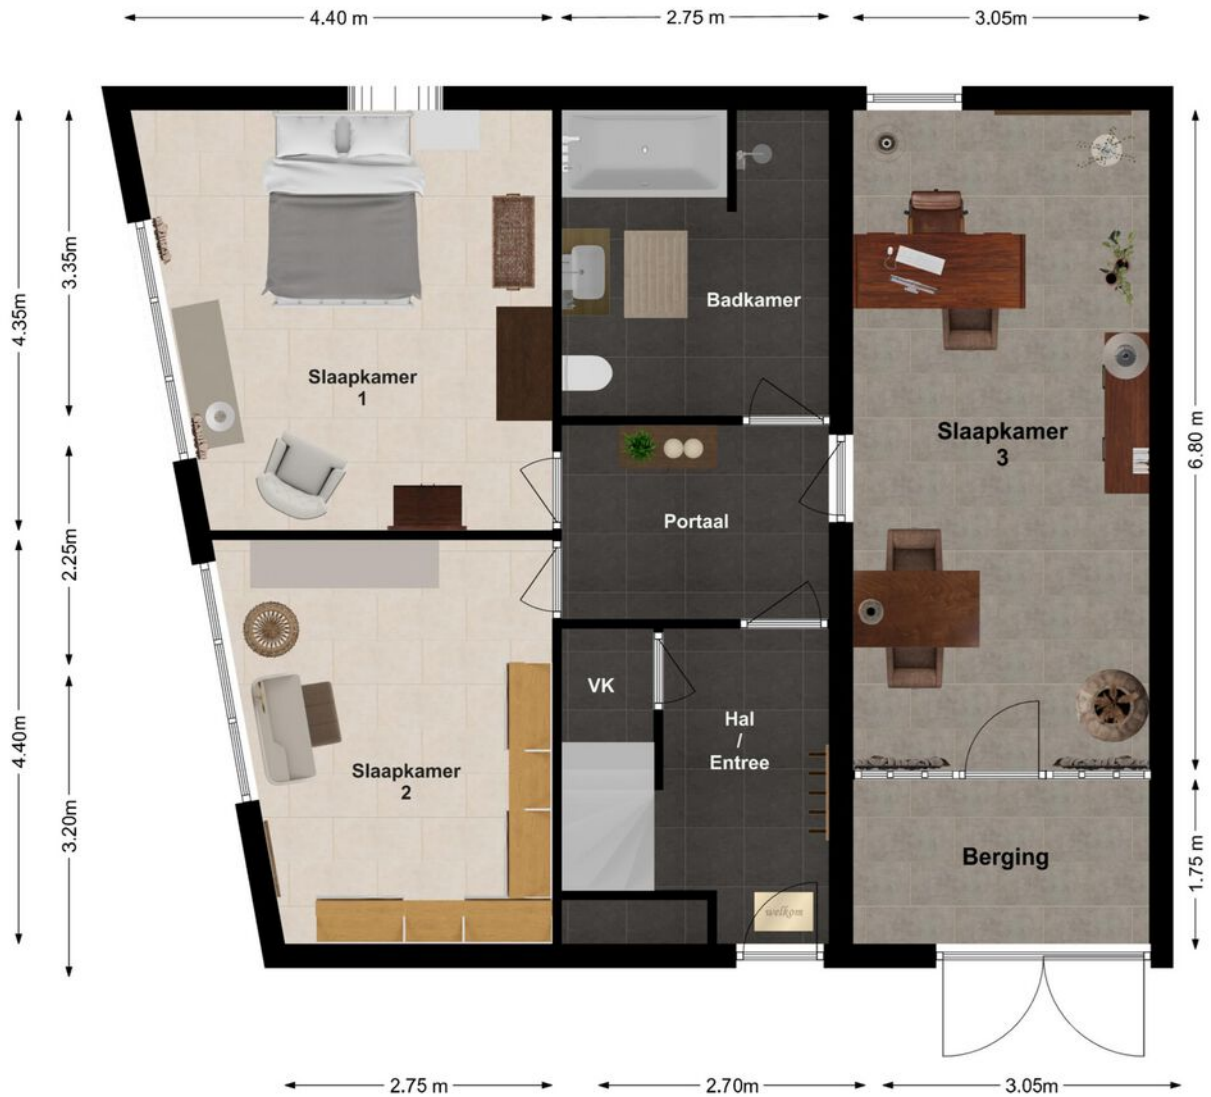 4.40 m
2.75 m
3.05m
4.35m
3.35m
2.25m
4.40m
3.20m
6.80 m
1.75 m
Slaapkamer
1
Badkamer
Slaapkamer
3
Portaal
VK
Hal
/
Entree
Slaapkamer
2
Berging
welkom
2.75 m
2.70m
3.05m